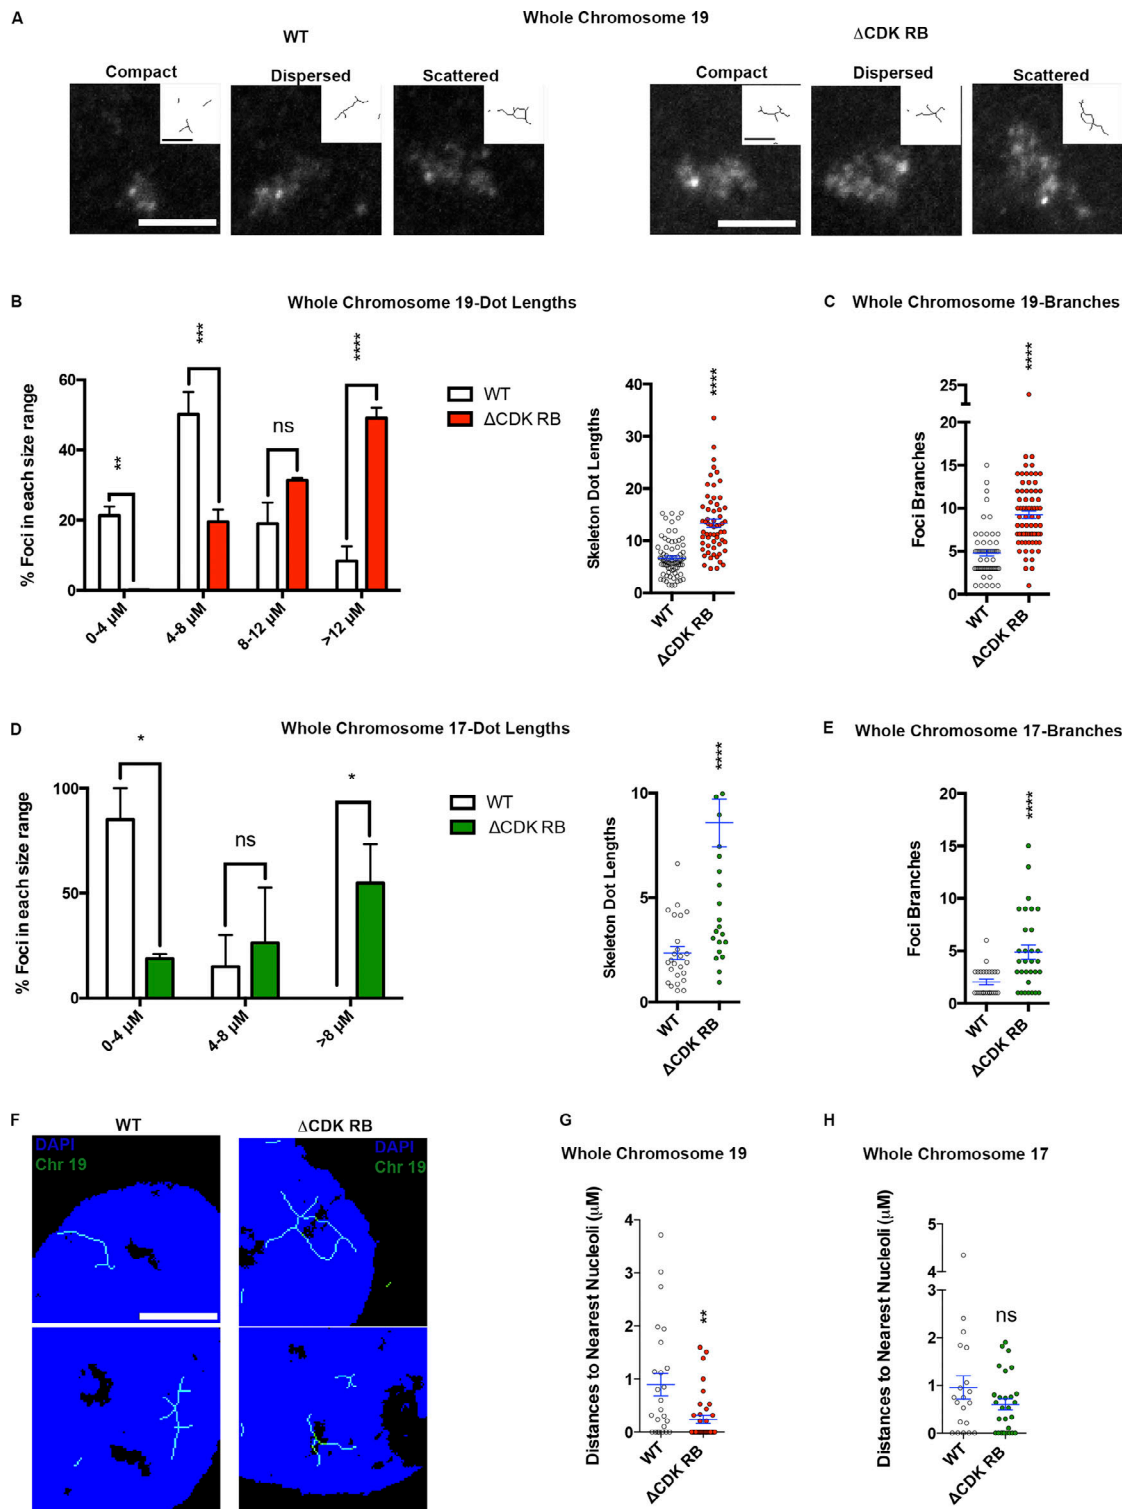 A
Whole Chromosome 19
WT
ΔCDK RB
Compact
Dispersed
Scattered
Compact
Dispersed
Scattered
B
Whole Chromosome 19-Dot Lengths
% Foci in each size range
60
40
20
0
**
***
ns
****
0-4 µM
4-8 µM
8-12 µM
>12 µM
WT
ΔCDK RB
Skeleton Dot Lengths
40
30
20
10
0
****
WT
ΔCDK RB
C
Whole Chromosome 19-Branches
Foci Branches
25
20
15
10
5
0
****
WT
ΔCDK RB
D
Whole Chromosome 17-Dot Lengths
% Foci in each size range
100
50
0
*
ns
*
0-4 µM
4-8 µM
>8 µM
WT
ΔCDK RB
Skeleton Dot Lengths
10
5
0
****
WT
ΔCDK RB
E
Whole Chromosome 17-Branches
Foci Branches
20
15
10
5
0
****
WT
ΔCDK RB
F
WT
ΔCDK RB
DAPI
Chr 19
DAPI
Chr 19
G
Whole Chromosome 19
Distances to Nearest Nucleoli (µM)
4
3
2
1
0
**
WT
ΔCDK RB
H
Whole Chromosome 17
Distances to Nearest Nucleoli (µM)
5
4
2
1
0
ns
WT
ΔCDK RB